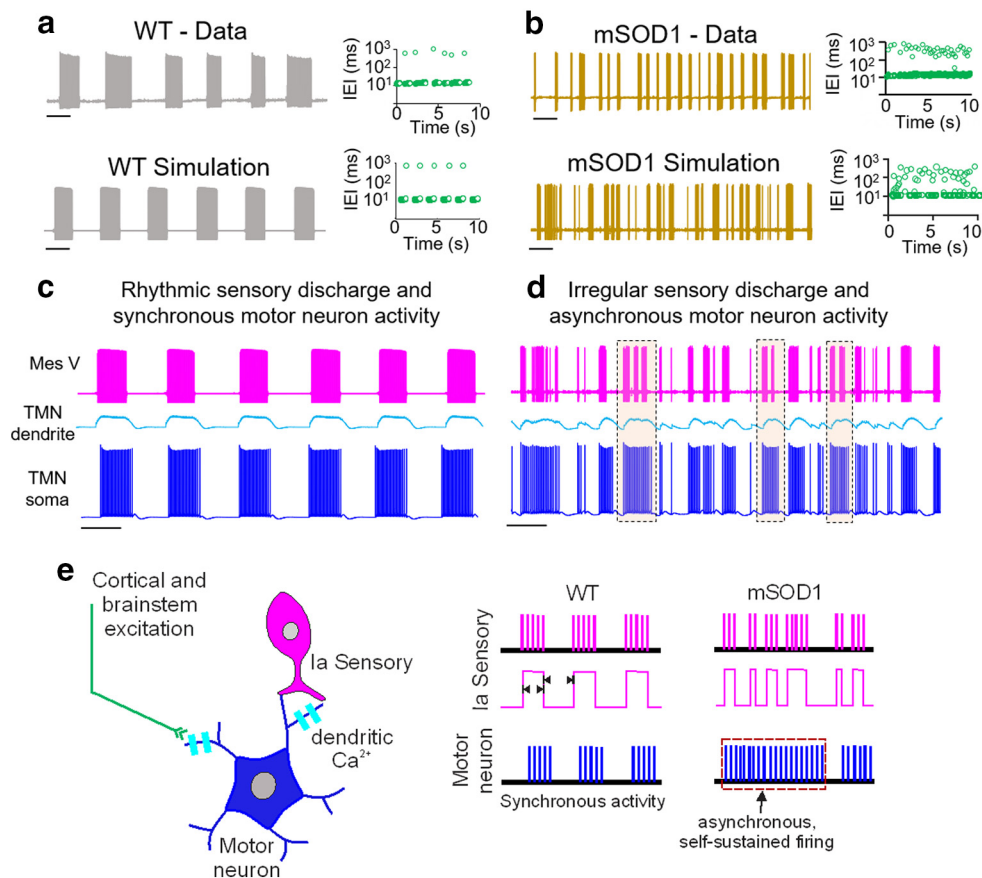 a
WT - Data
IEI (ms)
10³
10²
10¹
0 5 10
Time (s)
WT Simulation
IEI (ms)
10³
10²
10¹
0 5 10
Time (s)
b
mSOD1 - Data
IEI (ms)
10³
10²
10¹
0 5 10
Time (s)
mSOD1 Simulation
IEI (ms)
10³
10²
10¹
0 5 10
Time (s)
c
Rhythmic sensory discharge and
synchronous motor neuron activity
Mes V
TMN
dendrite
TMN
soma
d
Irregular sensory discharge and
asynchronous motor neuron activity
e
Cortical and
brainstem
excitation
Ia Sensory
dendritic
Ca²⁺
Motor
neuron
WT
mSOD1
Ia Sensory
Motor
neuron
Synchronous activity
asynchronous,
self-sustained firing